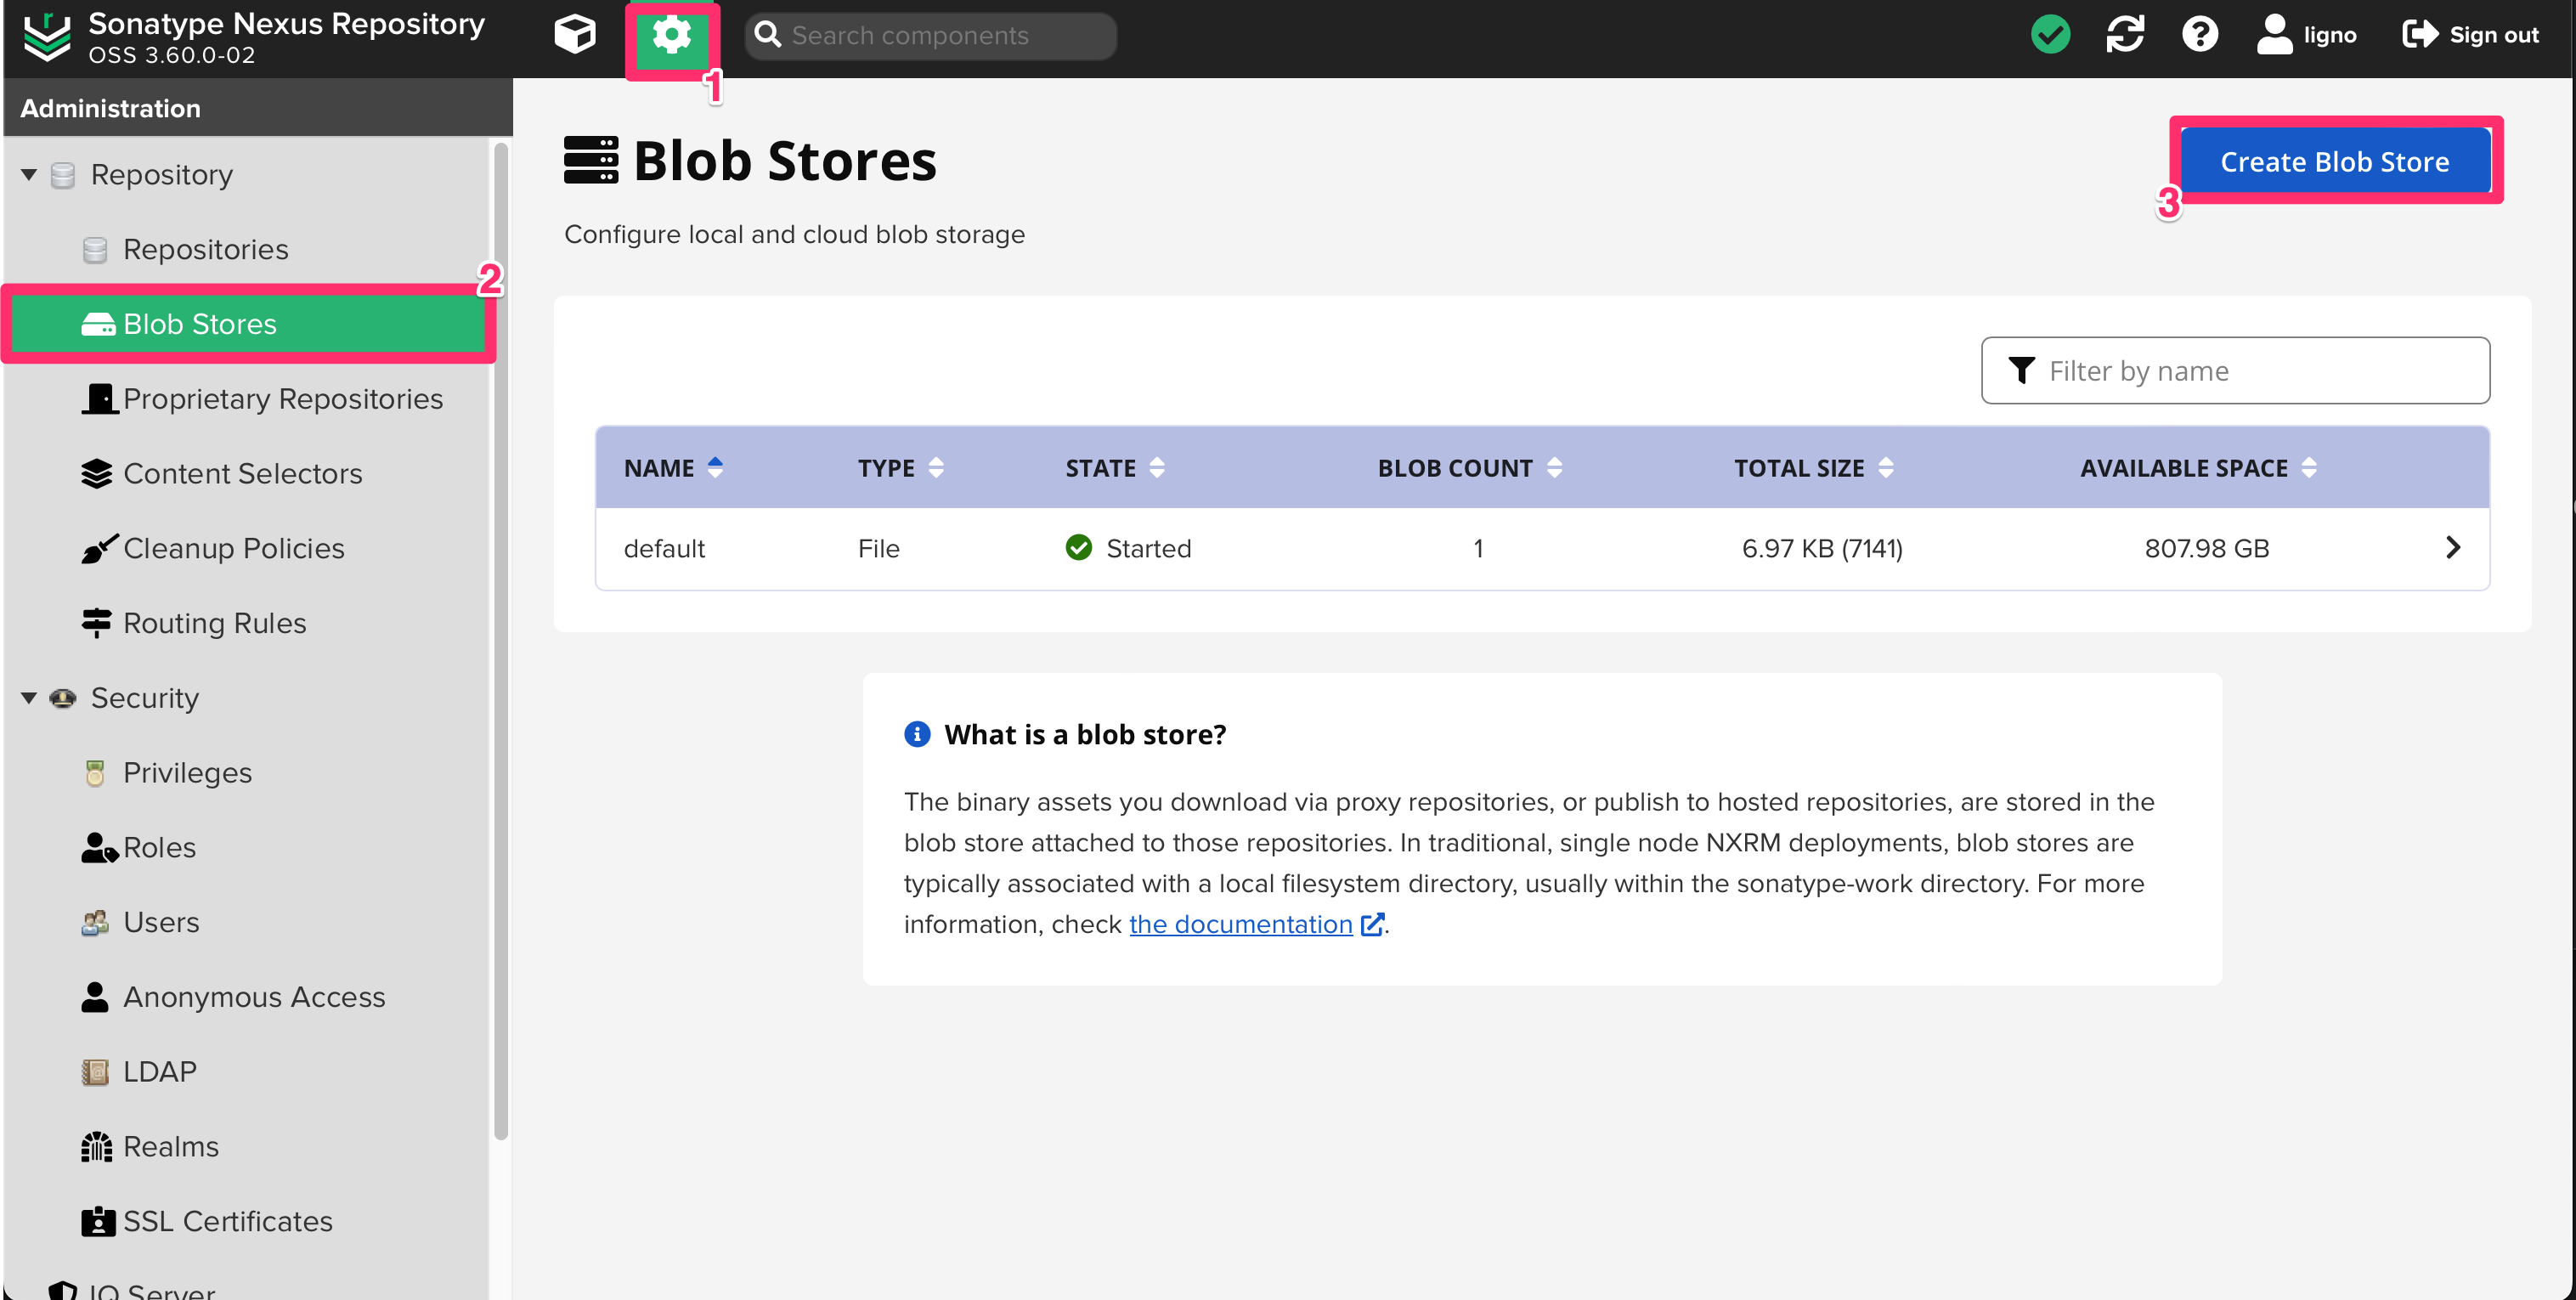 Sonatype Nexus Repository
OSS 3.60.0-02
Search components
ligno
Sign out
1
Administration
Repository
Repositories
2
Blob Stores
Proprietary Repositories
Content Selectors
Cleanup Policies
Routing Rules
Security
Privileges
Roles
Users
Anonymous Access
LDAP
Realms
SSL Certificates
IQ Server
Blob Stores
Create Blob Store
3
Configure local and cloud blob storage
Filter by name
NAME TYPE STATE BLOB COUNT TOTAL SIZE AVAILABLE SPACE
default File Started 1 6.97 KB (7141) 807.98 GB
What is a blob store?
The binary assets you download via proxy repositories, or publish to hosted repositories, are stored in the
blob store attached to those repositories. In traditional, single node NXRM deployments, blob stores are
typically associated with a local filesystem directory, usually within the sonatype-work directory. For more
information, check the documentation.